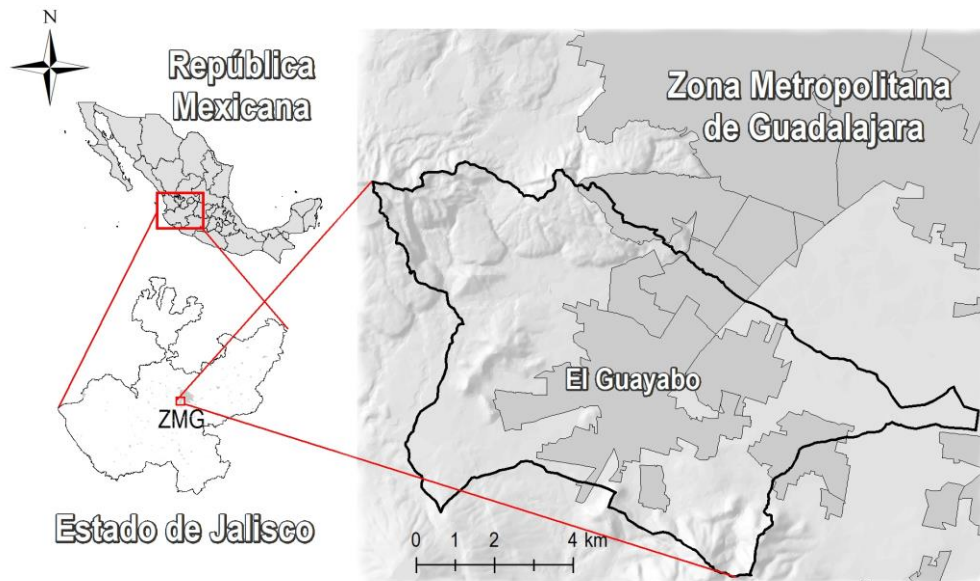 N
República
Mexicana
Zona Metropolitana
de Guadalajara
El Guayabo
ZMG
Estado de Jalisco
0 1 2 4 km